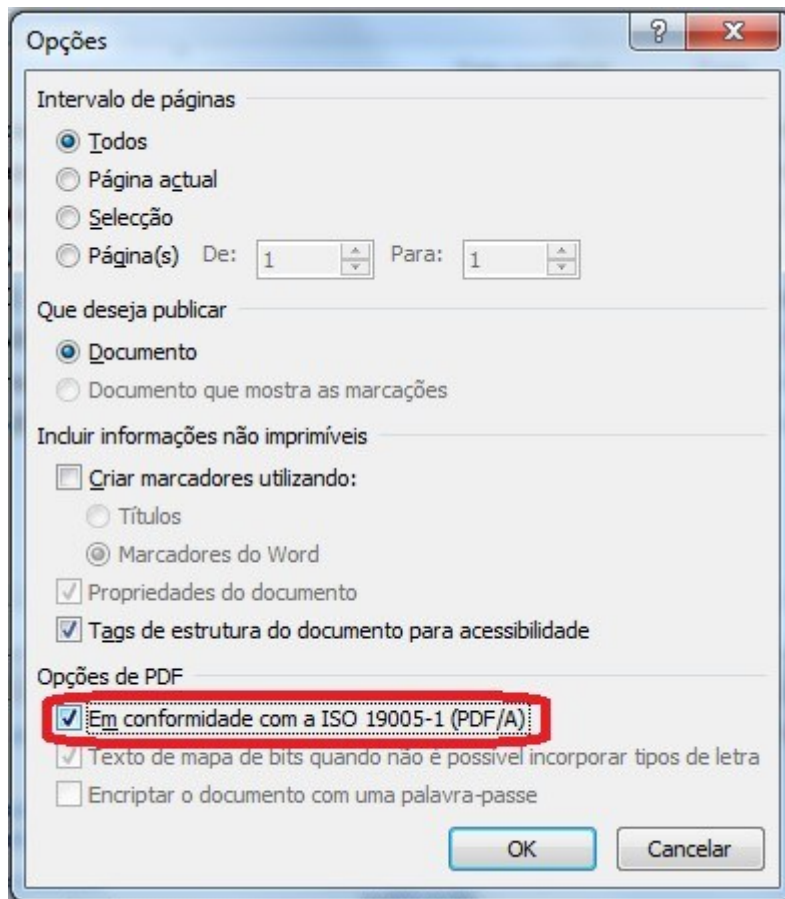 Opções
Intervalo de páginas
Todos
Página actual
Selecção
Página(s) De: 1 Para: 1
Que deseja publicar
Documento
Documento que mostra as marcações
Incluir informações não imprimíveis
Criar marcadores utilizando:
Títulos
Marcadores do Word
Propriedades do documento
Tags de estrutura do documento para acessibilidade
Opções de PDF
Em conformidade com a ISO 19005-1 (PDF/A)
Texto de mapa de bits quando não é possível incorporar tipos de letra
Encriptar o documento com uma palavra-passe
OK Cancelar